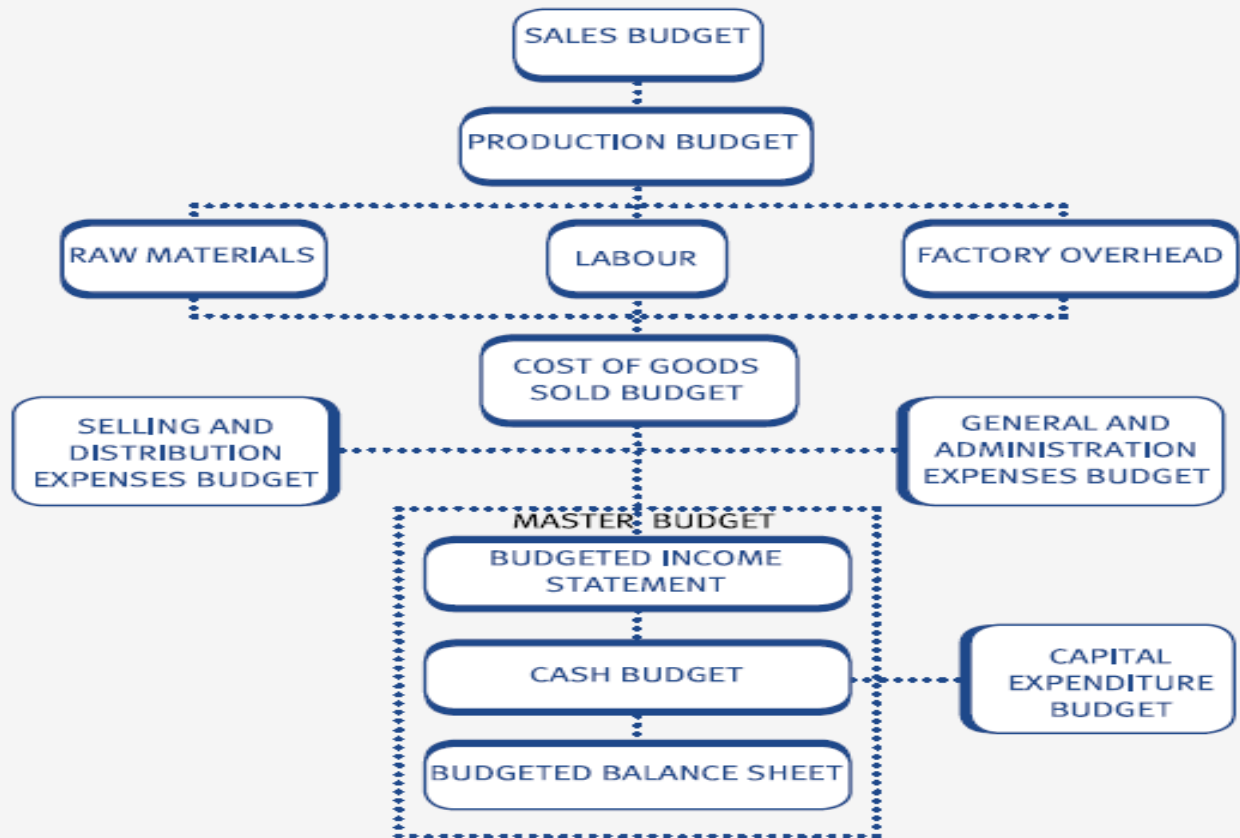 SALES BUDGET
PRODUCTION BUDGET
RAW MATERIALS
LABOUR
FACTORY OVERHEAD
COST OF GOODS
SOLD BUDGET
SELLING AND
DISTRIBUTION
EXPENSES BUDGET
GENERAL AND
ADMINISTRATION
EXPENSES BUDGET
MASTER BUDGET
BUDGETED INCOME
STATEMENT
CASH BUDGET
CAPITAL
EXPENDITURE
BUDGET
BUDGETED BALANCE SHEET